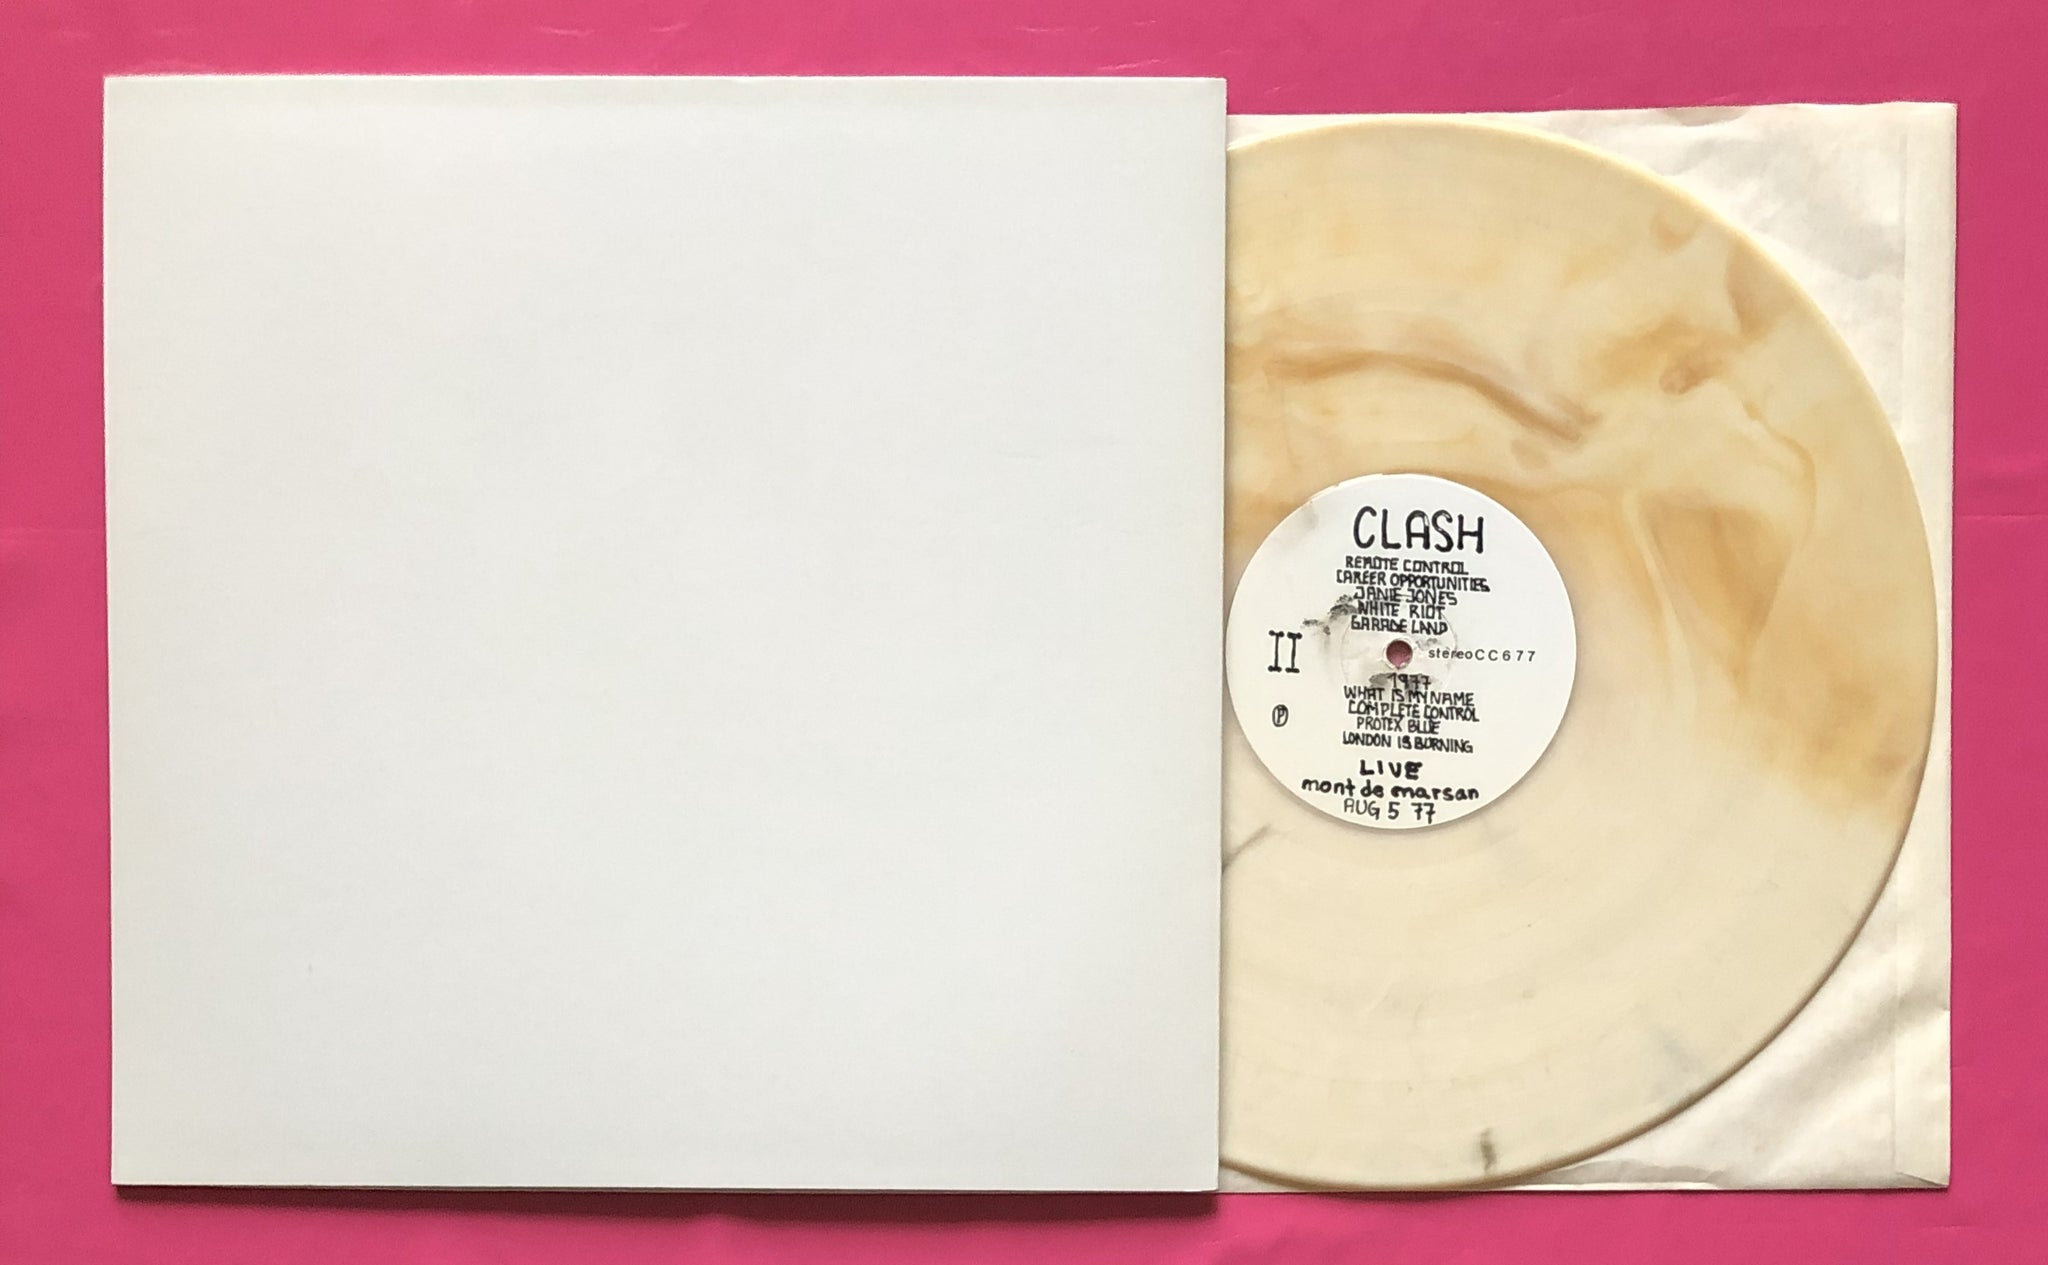 CLASH
REMOTE CONTROL
CAREER OPPORTUNITIES
JANIE JONES
WHITE RIOT
GARAGE LAND
II
stereoCC677
1977
WHAT IS MY NAME
COMPLETE CONTROL
Ⓟ
PROTEX BLUE
LONDON IS BURNING
LIVE
mont de marsan
AUG 5 77